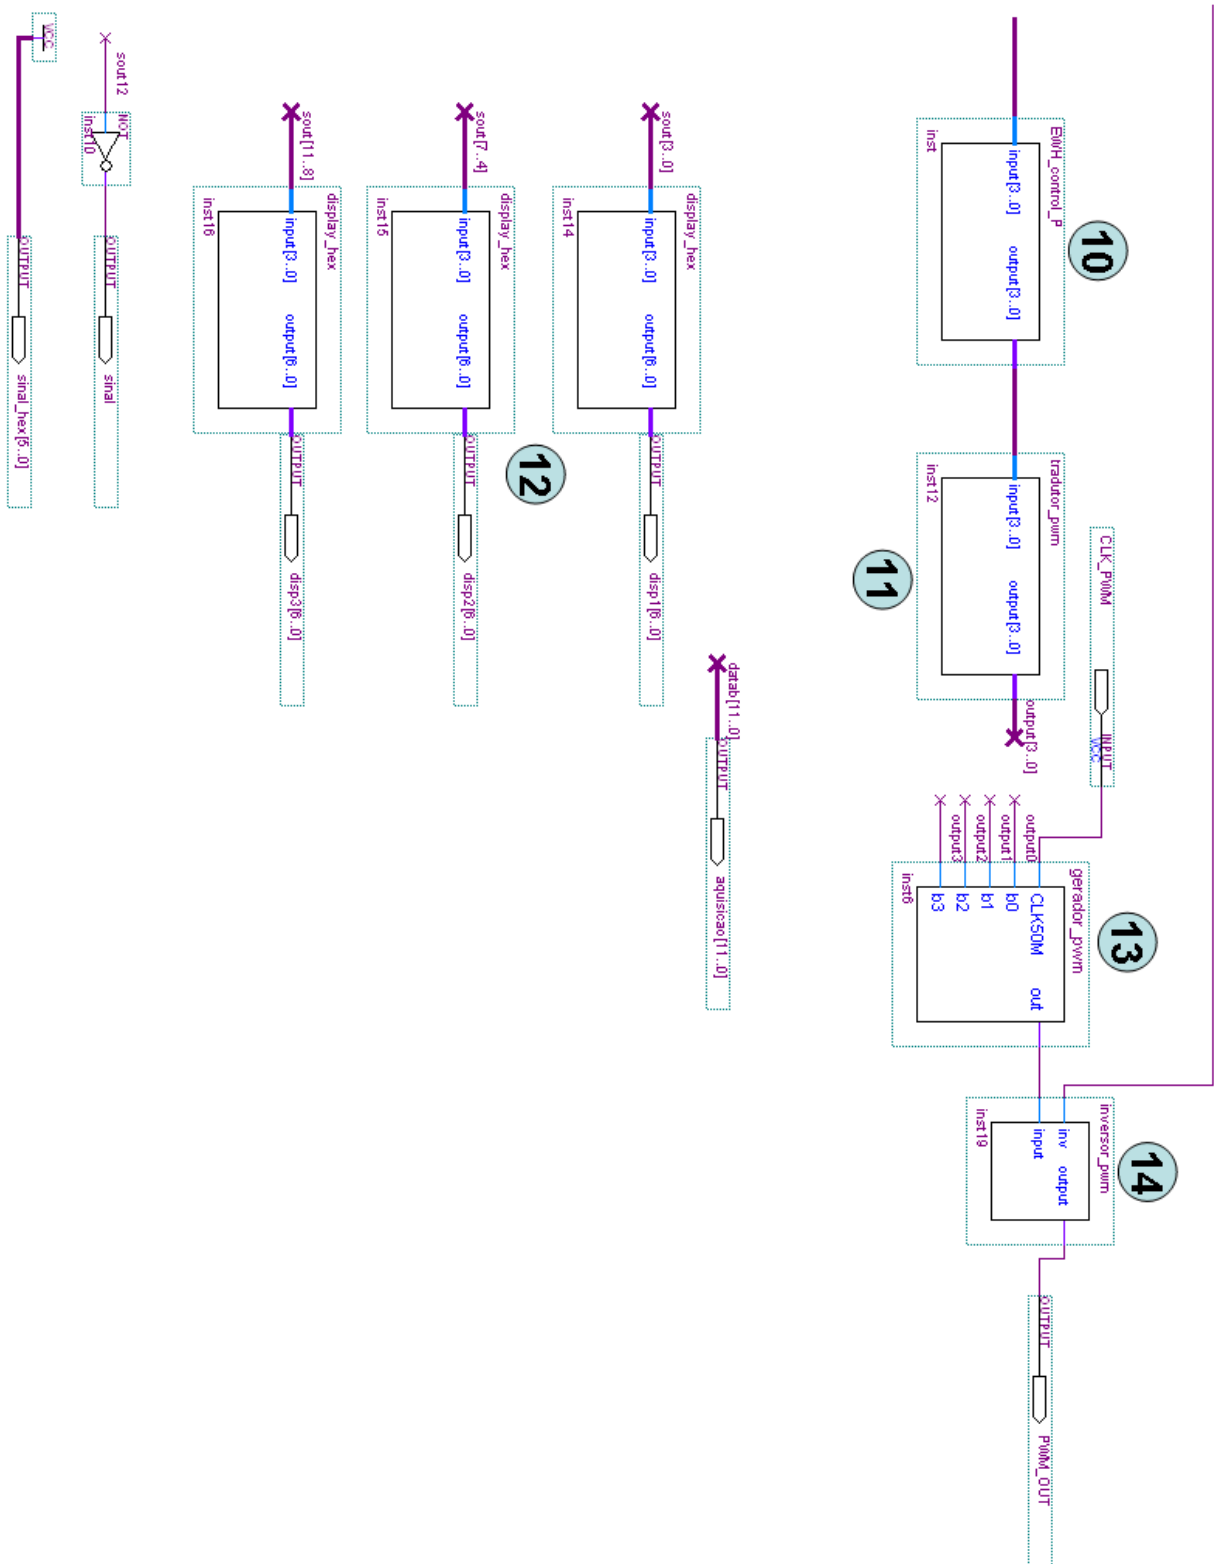 EWH_control_P
input[3..0]
output[3..0]
inst
10
tradutor_pwm
input[3..0]
output[3..0]
inst12
11
output[3..0]
CLK_PWM
INPUT
VCC
output0
output1
output2
output3
gerador_pwm
CLK50M
out
b0
b1
b2
b3
inst6
13
inversor_pwm
inv
output
input
inst19
14
OUTPUT
PWM_OUT
datab[11..0]
OUTPUT
aquisicao[11..0]
sout[3..0]
display_hex
input[3..0]
output[6..0]
inst14
OUTPUT
disp1[6..0]
12
sout[7..4]
display_hex
input[3..0]
output[6..0]
inst15
OUTPUT
disp2[6..0]
sout[11..8]
display_hex
input[3..0]
output[6..0]
inst16
OUTPUT
disp3[6..0]
sout12
NOT
inst10
OUTPUT
sinal
VCC
OUTPUT
sinal_hex[5..0]